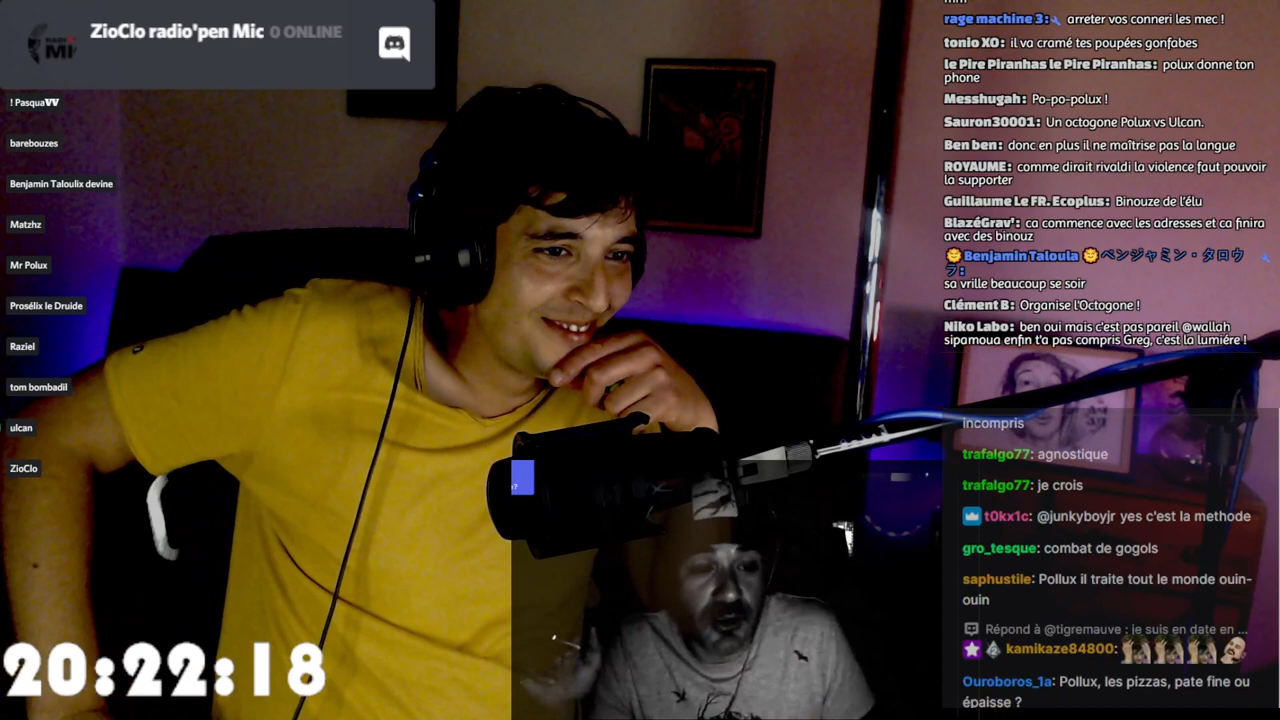 ZioClo radio'pen Mic 0 ONLINE
MI
! PasquaVV
barebouzes
Benjamin Taloulix devine
Matzhz
Mr Polux
Prosélix le Druide
Raziel
tom bombadil
ulcan
ZioClo
20:22:18
rage machine 3: arreter vos conneri les mec !
tonio XO: il va cramé tes poupées gonfabes
le Pire Piranhas le Pire Piranhas: polux donne ton
phone
Messhugah: Po-po-polux !
Sauron30001: Un octogone Polux vs Ulcan.
Ben ben: donc en plus il ne maîtrise pas la langue
ROYAUME: comme dirait rivaldi la violence faut pouvoir
la supporter
Guillaume Le FR. Ecoplus: Binouze de l'élu
BlazéGrav': ca commence avec les adresses et ca finira
avec des binouz
Benjamin Taloula ベンジャミン・タロウ
ラ:
sa vrille beaucoup se soir
Clément B: Organise l'Octogone !
Niko Labo: ben oui mais c'est pas pareil @wallah
sipamoua enfin t'a pas compris Greg, c'est la lumiére !
incompris
trafalgo77: agnostique
trafalgo77: je crois
t0kx1c: @junkyboyjr yes c'est la methode
gro_tesque: combat de gogols
saphustile: Pollux il traite tout le monde ouin-
ouin
Répond à @tigremauve : je suis en date en ...
kamikaze84800:
Ouroboros_1a: Pollux, les pizzas, pate fine ou
épaisse ?